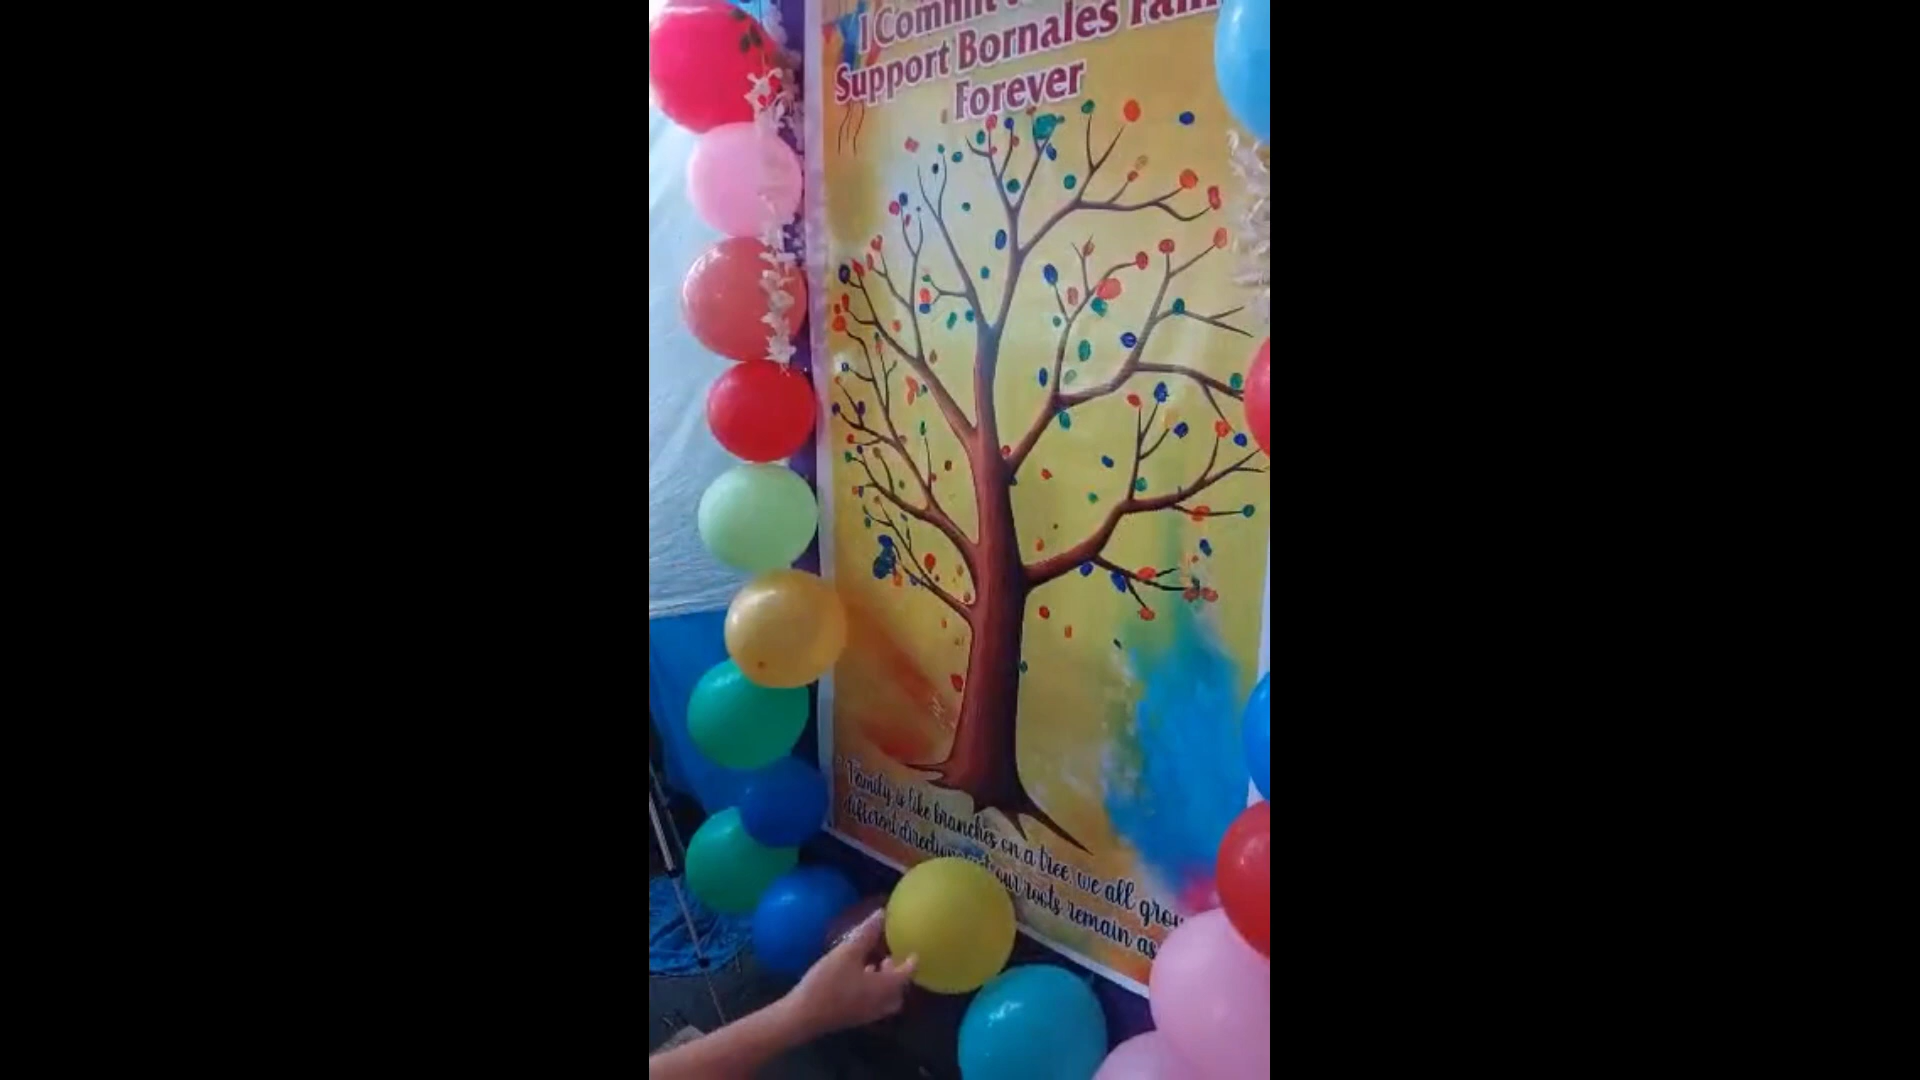 I Commit
Support Bornales Fam
Forever
Family is like branches on a tree, we all grow
different directions our roots remain as